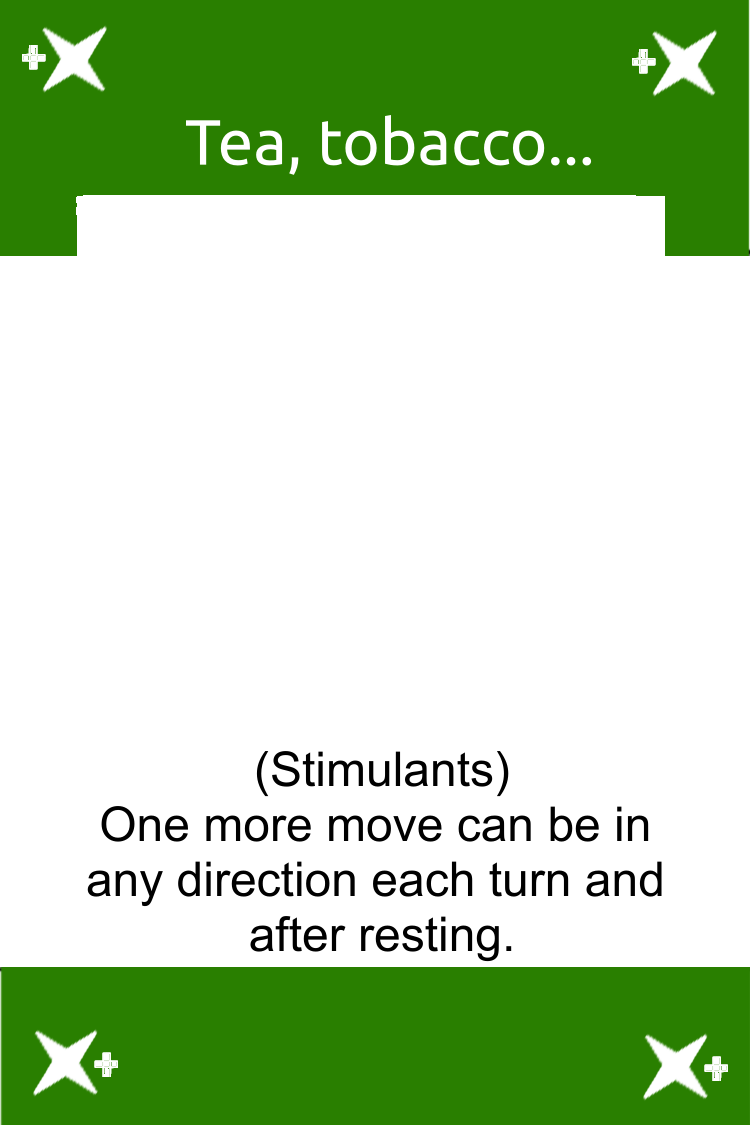 Tea, tobacco...
(Stimulants)
One more move can be in
any direction each turn and
after resting.